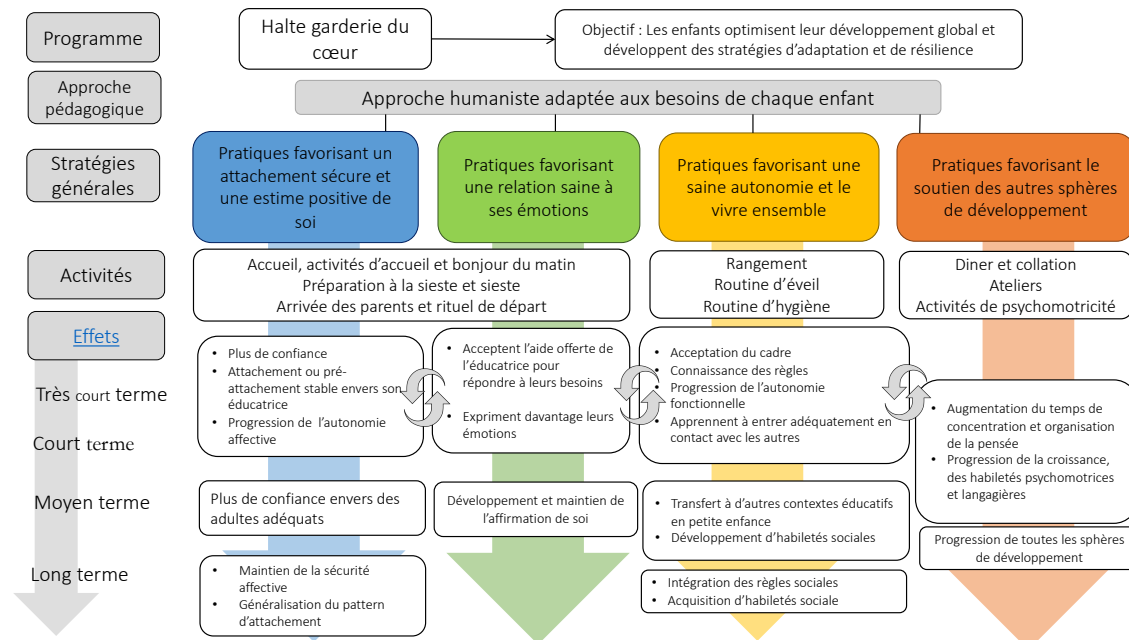 Programme
Halte garderie du
cœur
Objectif : Les enfants optimisent leur développement global et
développent des stratégies d'adaptation et de résilience
Approche
pédagogique
Approche humaniste adaptée aux besoins de chaque enfant
Stratégies
générales
Pratiques favorisant un
attachement sécure et
une estime positive de
soi
Pratiques favorisant
une relation saine à
ses émotions
Pratiques favorisant une
saine autonomie et le
vivre ensemble
Pratiques favorisant le
soutien des autres sphères
de développement
Activités
Accueil, activités d'accueil et bonjour du matin
Préparation à la sieste et sieste
Arrivée des parents et rituel de départ
Rangement
Routine d'éveil
Routine d'hygiène
Diner et collation
Ateliers
Activités de psychomotricité
Effets
Très court terme
Court terme
• Plus de confiance
• Attachement ou pré-
attachement stable envers son
éducatrice
• Progression de l'autonomie
affective
• Acceptent l'aide offerte de
l'éducatrice pour
répondre à leurs besoins
• Expriment davantage leurs
émotions
• Acceptation du cadre
• Connaissance des règles
• Progression de l'autonomie
fonctionnelle
• Apprennent à entrer adéquatement en
contact avec les autres
• Augmentation du temps de
concentration et organisation
de la pensée
• Progression de la croissance,
des habiletés psychomotrices
et langagières
Moyen terme
Plus de confiance envers des
adultes adéquats
Développement et maintien de
l'affirmation de soi
• Transfert à d'autres contextes éducatifs
en petite enfance
• Développement d'habiletés sociales
Progression de toutes les sphères
de développement
Long terme
• Maintien de la sécurité
affective
• Généralisation du pattern
d'attachement
• Intégration des règles sociales
• Acquisition d'habiletés sociale